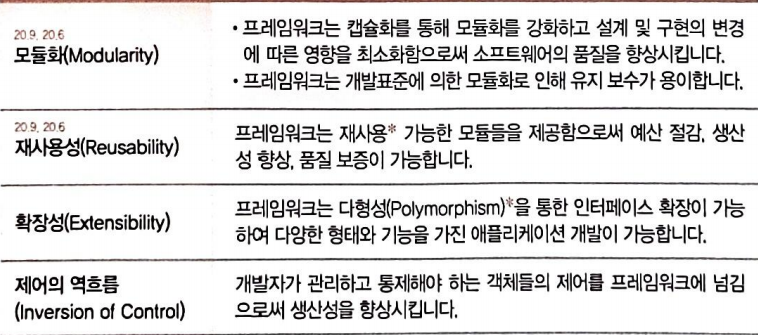 20.9, 20.6
모듈화(Modularity)
• 프레임워크는 캡슐화를 통해 모듈화를 강화하고 설계 및 구현의 변경
에 따른 영향을 최소화함으로써 소프트웨어의 품질을 향상시킵니다.
• 프레임워크는 개발표준에 의한 모듈화로 인해 유지 보수가 용이합니다.
20.9, 20.6
재사용성(Reusability)
프레임워크는 재사용* 가능한 모듈들을 제공함으로써 예산 절감, 생산
성 향상, 품질 보증이 가능합니다.
확장성(Extensibility)
프레임워크는 다형성(Polymorphism)*을 통한 인터페이스 확장이 가능
하여 다양한 형태와 기능을 가진 애플리케이션 개발이 가능합니다.
제어의 역흐름
(Inversion of Control)
개발자가 관리하고 통제해야 하는 객체들의 제어를 프레임워크에 넘김
으로써 생산성을 향상시킵니다.